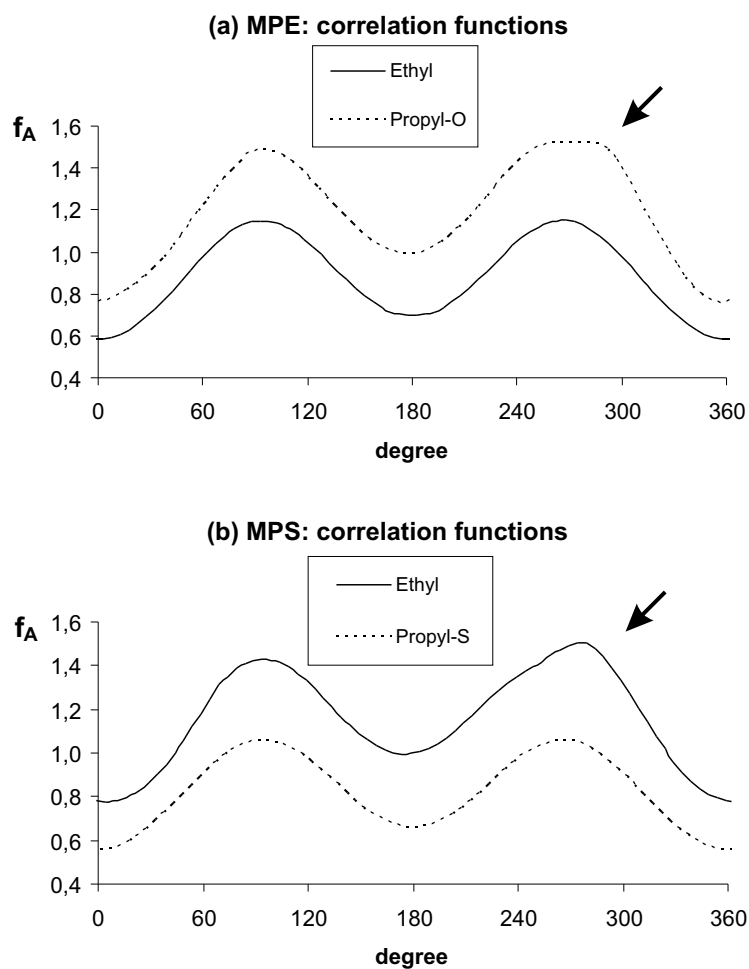 (a) MPE: correlation functions
Ethyl
Propyl-O
fA
1,6
1,4
1,2
1,0
0,8
0,6
0,4
0 60 120 180 240 300 360
degree
(b) MPS: correlation functions
Ethyl
Propyl-S
fA
1,6
1,4
1,2
1,0
0,8
0,6
0,4
0 60 120 180 240 300 360
degree